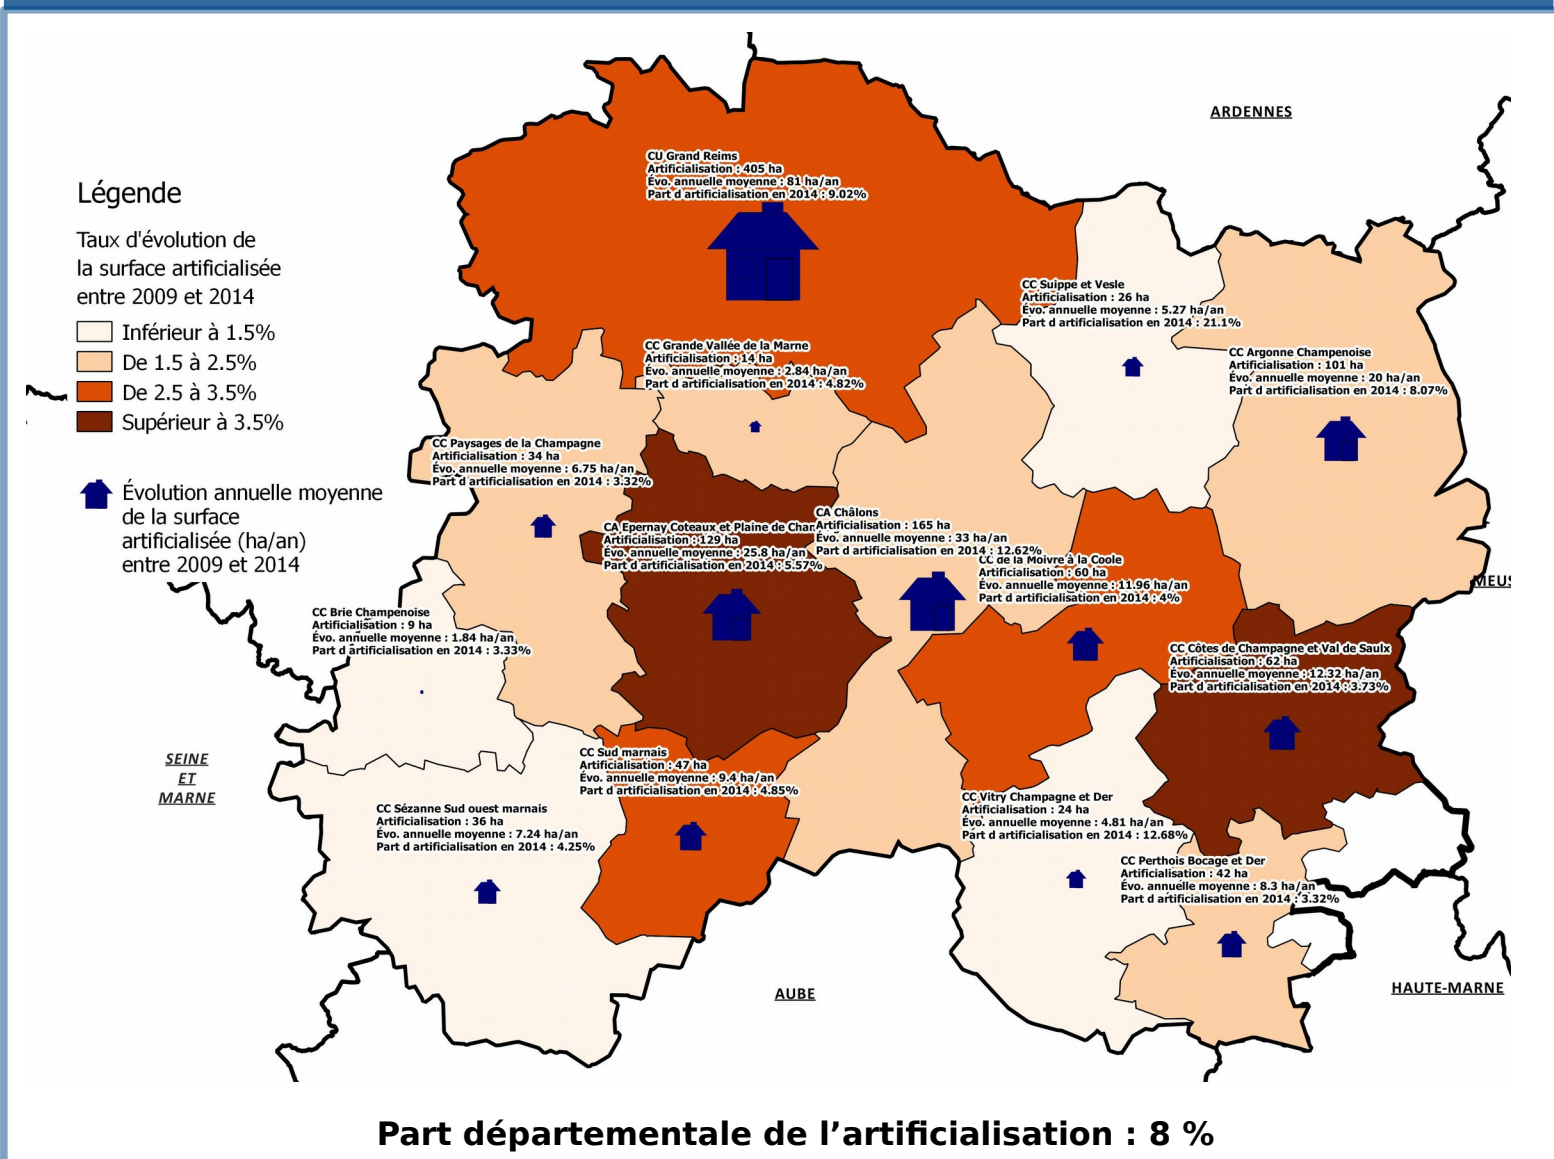 ARDENNES
CU Grand Reims
Artificialisation : 405 ha
Évo. annuelle moyenne : 81 ha/an
Part d artificialisation en 2014 : 9.02%
Légende
Taux d'évolution de
la surface artificialisée
entre 2009 et 2014
Inférieur à 1.5%
De 1.5 à 2.5%
De 2.5 à 3.5%
Supérieur à 3.5%
Évolution annuelle moyenne
de la surface
artificialisée (ha/an)
entre 2009 et 2014
CC Suippe et Vesle
Artificialisation : 26 ha
Évo. annuelle moyenne : 5.27 ha/an
Part d artificialisation en 2014 : 21.1%
CC Grande Vallée de la Marne
Artificialisation : 14 ha
Évo. annuelle moyenne : 2.84 ha/an
Part d artificialisation en 2014 : 4.82%
CC Argonne Champenoise
Artificialisation : 101 ha
Évo. annuelle moyenne : 20 ha/an
Part d artificialisation en 2014 : 8.07%
CC Paysages de la Champagne
Artificialisation : 34 ha
Évo. annuelle moyenne : 6.75 ha/an
Part d artificialisation en 2014 : 3.32%
CA Epernay Coteaux et Plaine de Cham
Artificialisation : 129 ha
Évo. annuelle moyenne : 25.8 ha/an
Part d artificialisation en 2014 : 5.57%
CA Châlons
Artificialisation : 165 ha
Évo. annuelle moyenne : 33 ha/an
Part d artificialisation en 2014 : 12.62%
CC de la Moivre à la Coole
Artificialisation : 60 ha
Évo. annuelle moyenne : 11.96 ha/an
Part d artificialisation en 2014 : 4%
MEUS
CC Brie Champenoise
Artificialisation : 9 ha
Évo. annuelle moyenne : 1.84 ha/an
Part d artificialisation en 2014 : 3.33%
CC Côtes de Champagne et Val de Saulx
Artificialisation : 62 ha
Évo. annuelle moyenne : 12.32 ha/an
Part d artificialisation en 2014 : 3.73%
SEINE
ET
MARNE
CC Sud marnais
Artificialisation : 47 ha
Évo. annuelle moyenne : 9.4 ha/an
Part d artificialisation en 2014 : 4.85%
CC Sézanne Sud ouest marnais
Artificialisation : 36 ha
Évo. annuelle moyenne : 7.24 ha/an
Part d artificialisation en 2014 : 4.25%
CC Vitry Champagne et Der
Artificialisation : 24 ha
Évo. annuelle moyenne : 4.81 ha/an
Part d artificialisation en 2014 : 12.68%
CC Perthois Bocage et Der
Artificialisation : 42 ha
Évo. annuelle moyenne : 8.3 ha/an
Part d artificialisation en 2014 : 3.32%
AUBE
HAUTE-MARNE
Part départementale de l’artificialisation : 8 %